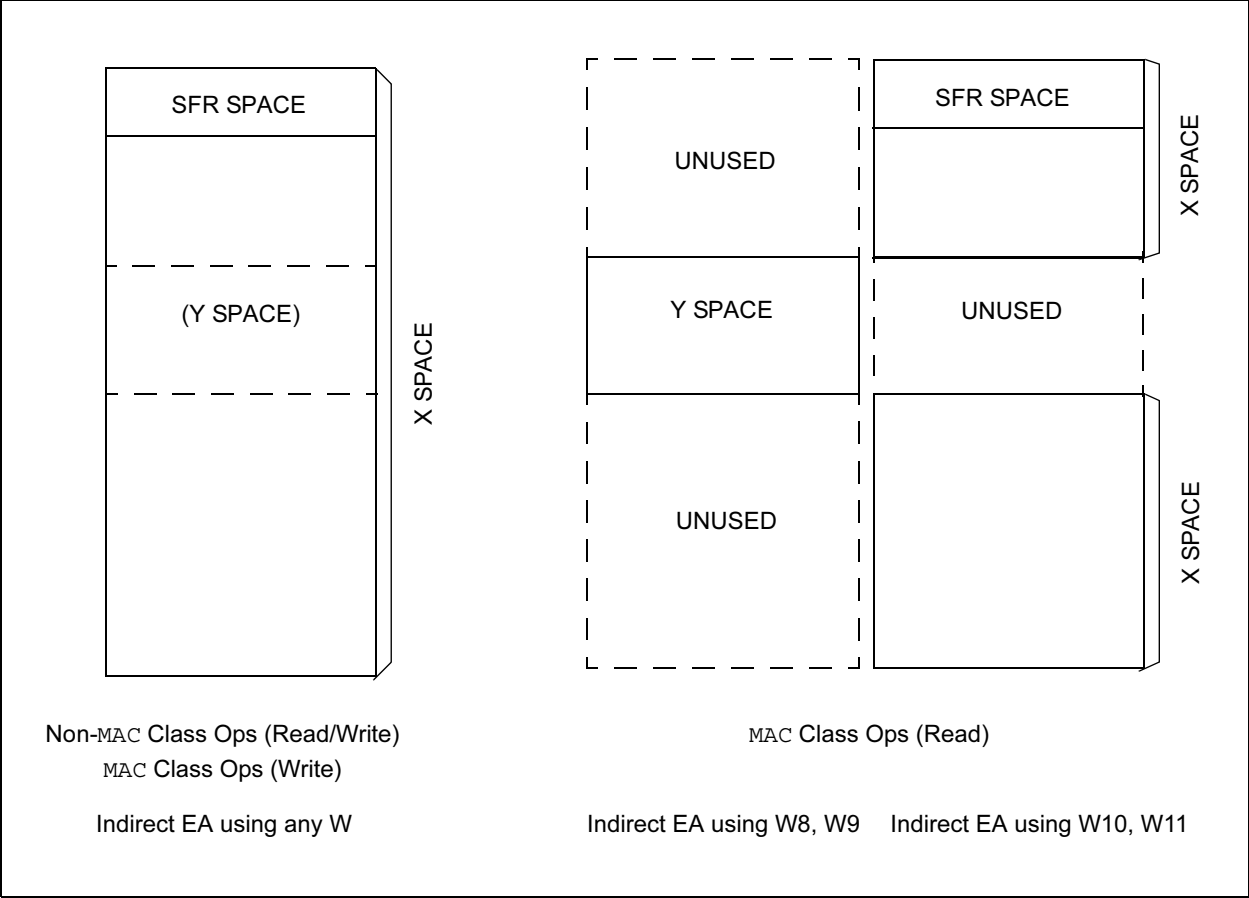 SFR SPACE
(Y SPACE)
X SPACE
Non-MAC Class Ops (Read/Write)
MAC Class Ops (Write)
Indirect EA using any W
UNUSED
Y SPACE
UNUSED
SFR SPACE
UNUSED
X SPACE
X SPACE
MAC Class Ops (Read)
Indirect EA using W8, W9
Indirect EA using W10, W11